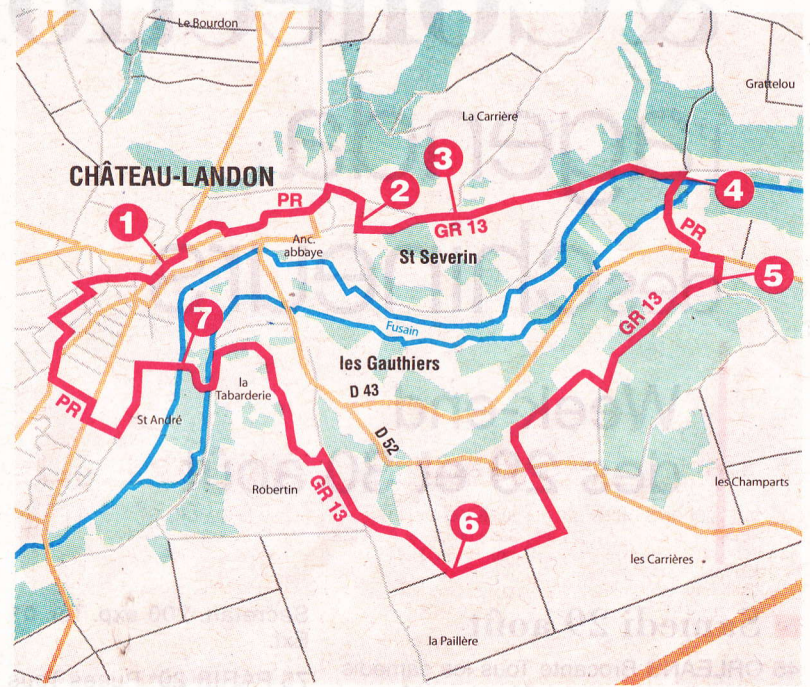 Le Bourdon
Grattelou
La Carrière
CHÂTEAU-LANDON
3
2
4
PR
1
GR 13
PR
Anc.
abbaye
St Severin
5
7
GR 13
Fusain
les Gauthiers
la
Tabarderie
D 43
PR
St André
D 52
GR 13
Robertin
les Champarts
6
les Carrières
la Paillère